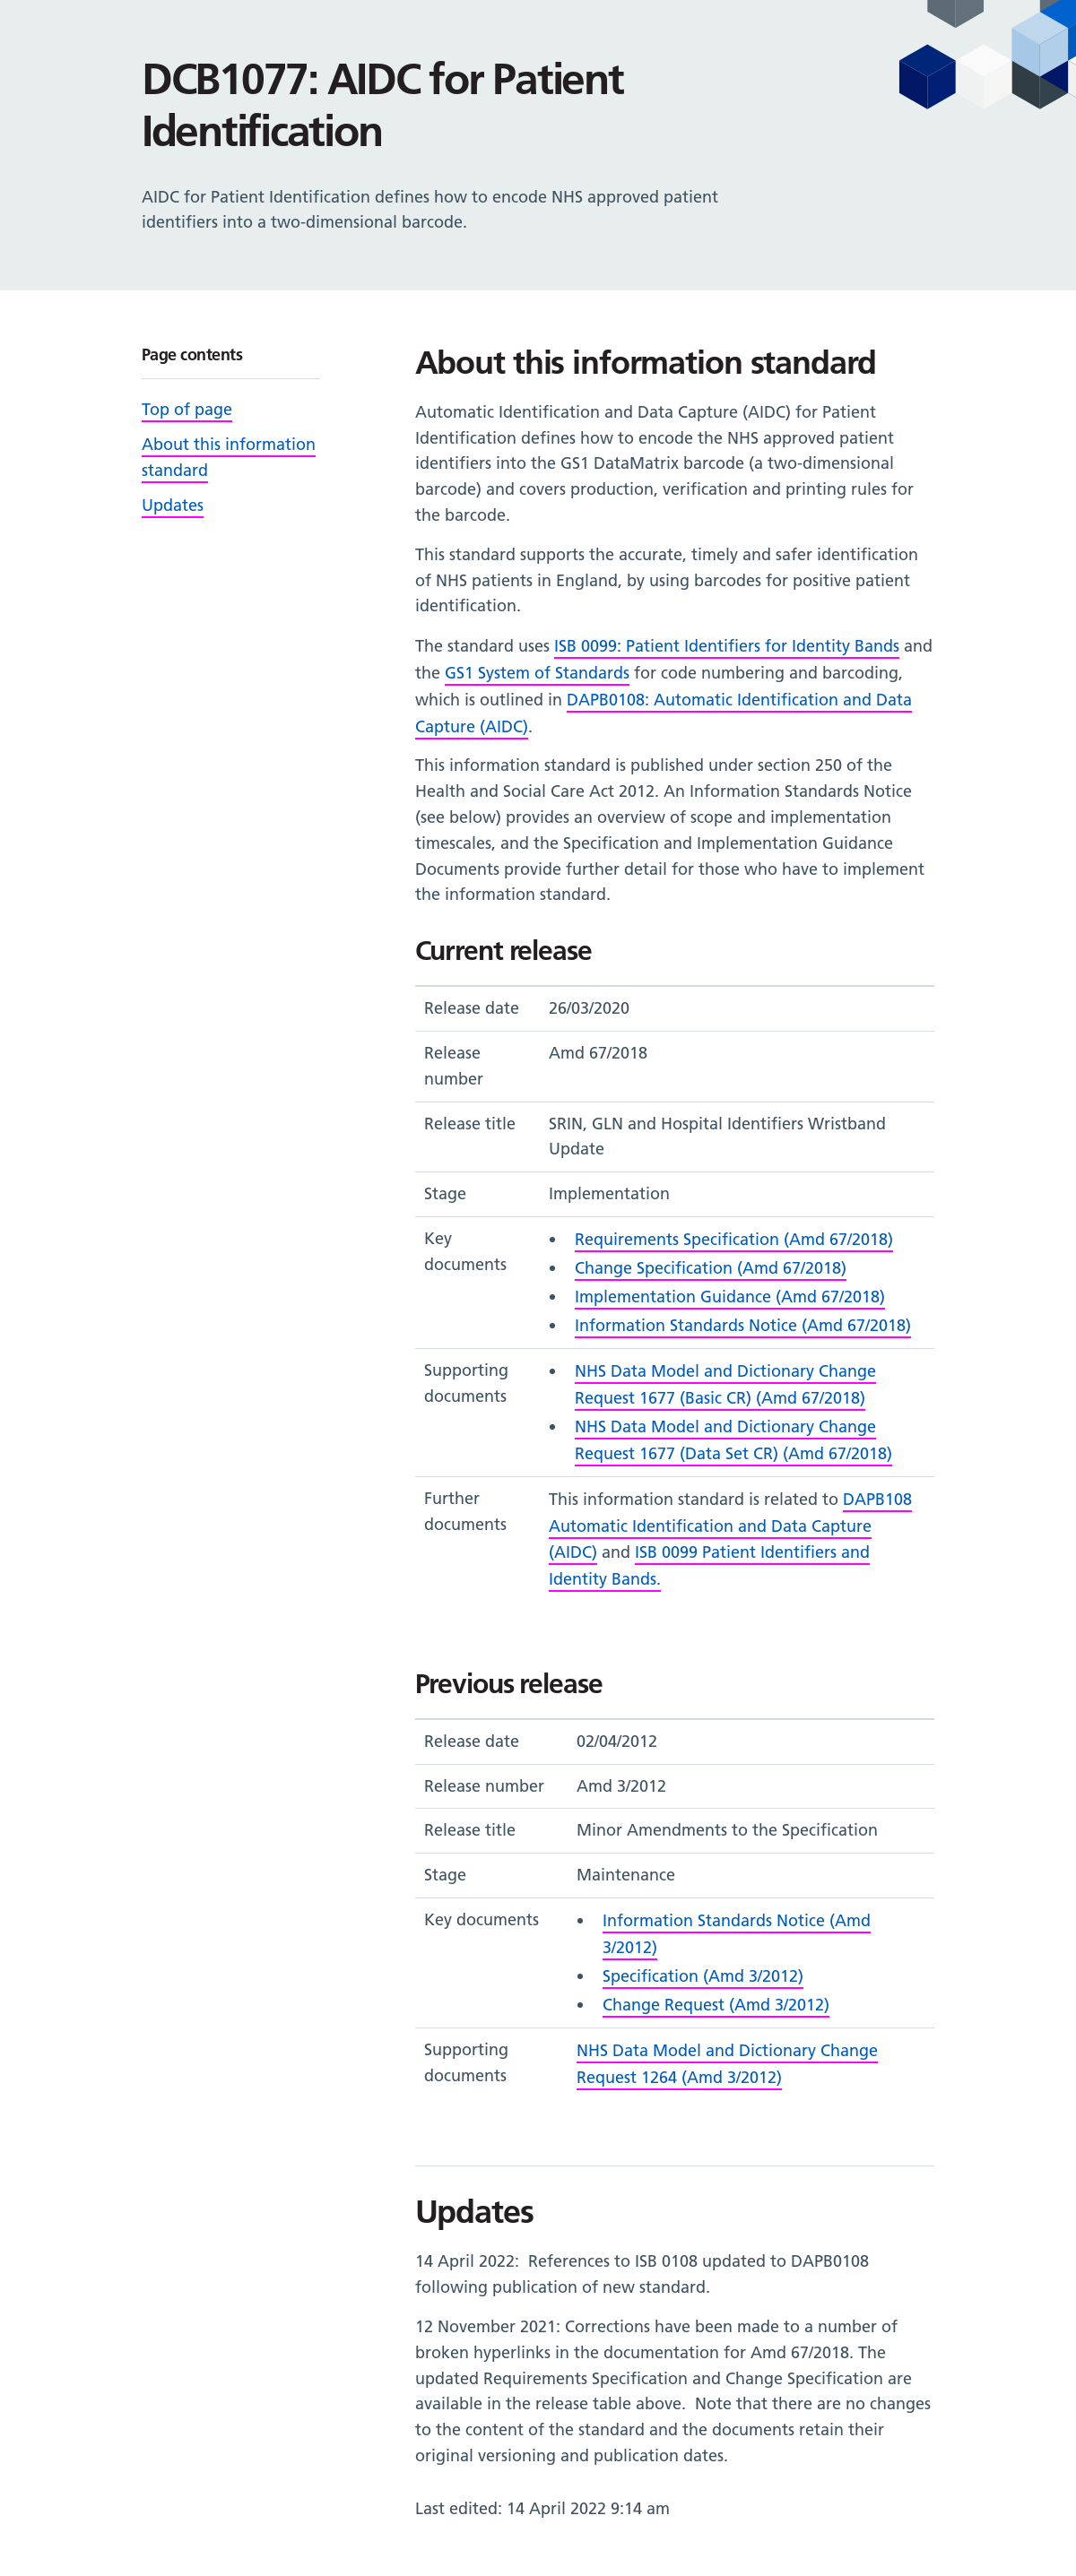 DCB1077: AIDC for Patient
Identification
AIDC for Patient Identification defines how to encode NHS approved patient
identifiers into a two-dimensional barcode.
Page contents
Top of page
About this information
standard
Updates
About this information standard
Automatic Identification and Data Capture (AIDC) for Patient
Identification defines how to encode the NHS approved patient
identifiers into the GS1 DataMatrix barcode (a two-dimensional
barcode) and covers production, verification and printing rules for
the barcode.
This standard supports the accurate, timely and safer identification
of NHS patients in England, by using barcodes for positive patient
identification.
The standard uses ISB 0099: Patient Identifiers for Identity Bands and
the GS1 System of Standards for code numbering and barcoding,
which is outlined in DAPB0108: Automatic Identification and Data
Capture (AIDC).
This information standard is published under section 250 of the
Health and Social Care Act 2012. An Information Standards Notice
(see below) provides an overview of scope and implementation
timescales, and the Specification and Implementation Guidance
Documents provide further detail for those who have to implement
the information standard.
Current release
Release date 26/03/2020
Release Amd 67/2018
number
Release title SRIN, GLN and Hospital Identifiers Wristband
Update
Stage Implementation
Key • Requirements Specification (Amd 67/2018)
documents • Change Specification (Amd 67/2018)
• Implementation Guidance (Amd 67/2018)
• Information Standards Notice (Amd 67/2018)
Supporting • NHS Data Model and Dictionary Change
documents Request 1677 (Basic CR) (Amd 67/2018)
• NHS Data Model and Dictionary Change
Request 1677 (Data Set CR) (Amd 67/2018)
Further This information standard is related to DAPB108
documents Automatic Identification and Data Capture
(AIDC) and ISB 0099 Patient Identifiers and
Identity Bands.
Previous release
Release date 02/04/2012
Release number Amd 3/2012
Release title Minor Amendments to the Specification
Stage Maintenance
Key documents • Information Standards Notice (Amd
3/2012)
• Specification (Amd 3/2012)
• Change Request (Amd 3/2012)
Supporting NHS Data Model and Dictionary Change
documents Request 1264 (Amd 3/2012)
Updates
14 April 2022:  References to ISB 0108 updated to DAPB0108
following publication of new standard.
12 November 2021: Corrections have been made to a number of
broken hyperlinks in the documentation for Amd 67/2018. The
updated Requirements Specification and Change Specification are
available in the release table above.  Note that there are no changes
to the content of the standard and the documents retain their
original versioning and publication dates.
Last edited: 14 April 2022 9:14 am